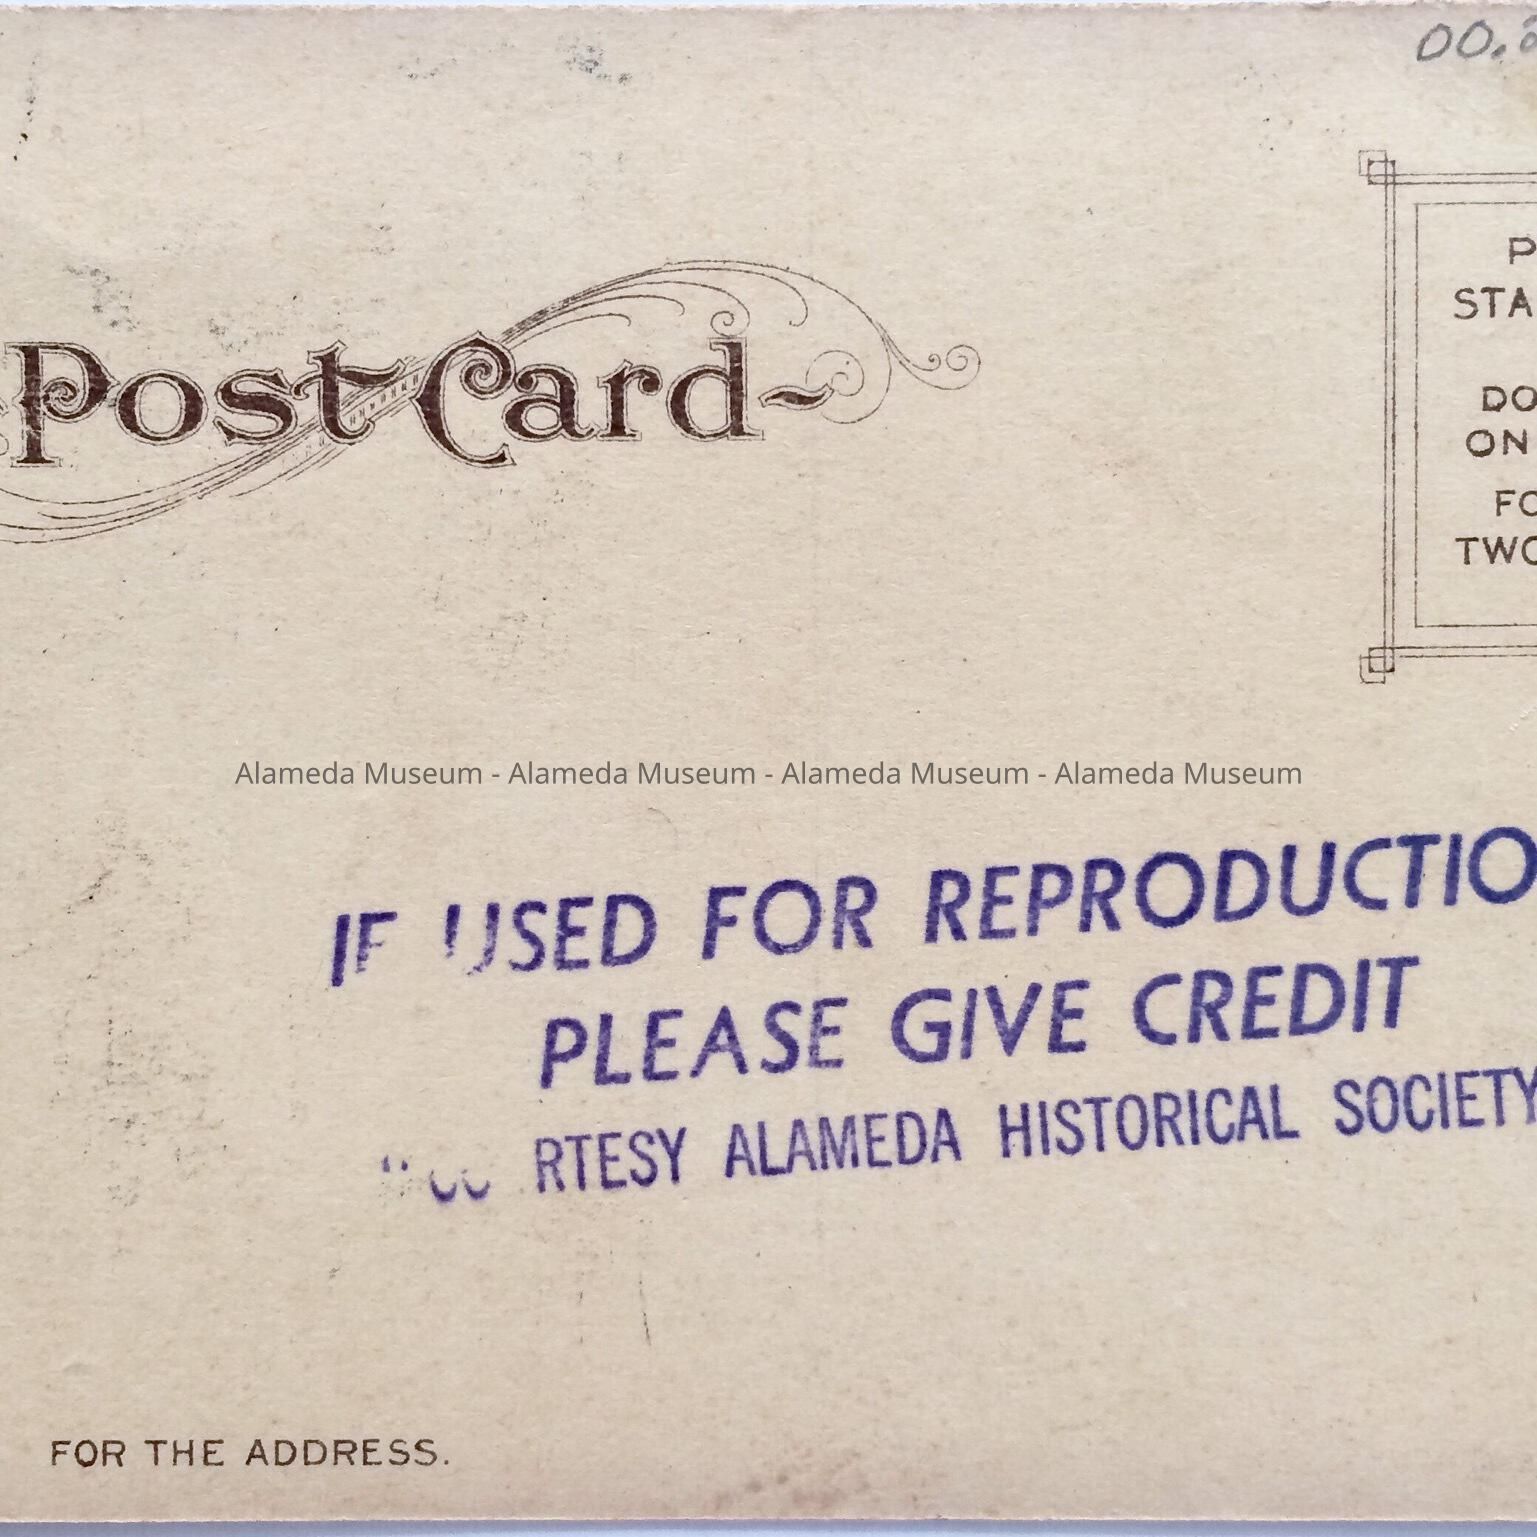 00.
Post Card
P
STA
DO
ON
FO
TWO
Alameda Museum - Alameda Museum - Alameda Museum - Alameda Museum
IF USED FOR REPRODUCTIO
PLEASE GIVE CREDIT
RTESY ALAMEDA HISTORICAL SOCIETY
FOR THE ADDRESS.